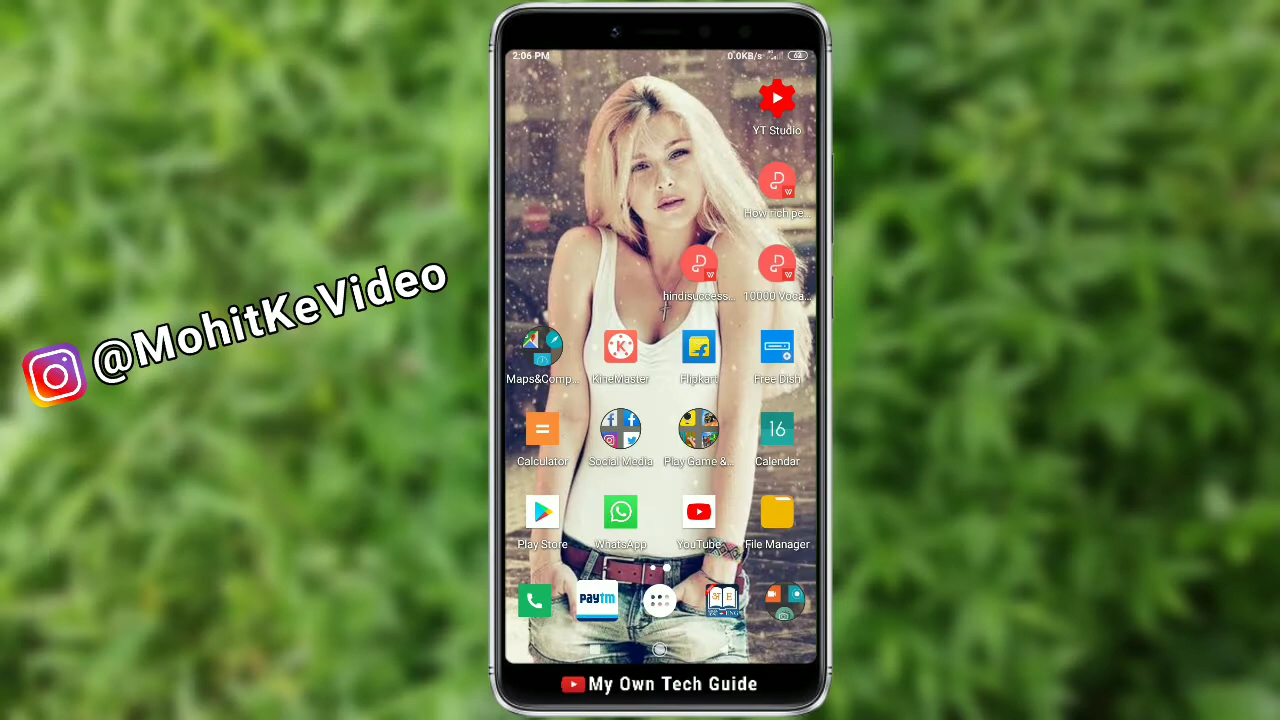 2:06 PM
0.0KB/s
62
YT Studio
How rich pe...
hindisuccess...
10000 Voca...
@MohitKeVideo
Maps&Comp...
KineMaster
Flipkart
Free Dish
Calculator
Social Media
Play Game &...
16
Calendar
Play Store
WhatsApp
YouTube
File Manager
paytm
अ E
My Own Tech Guide